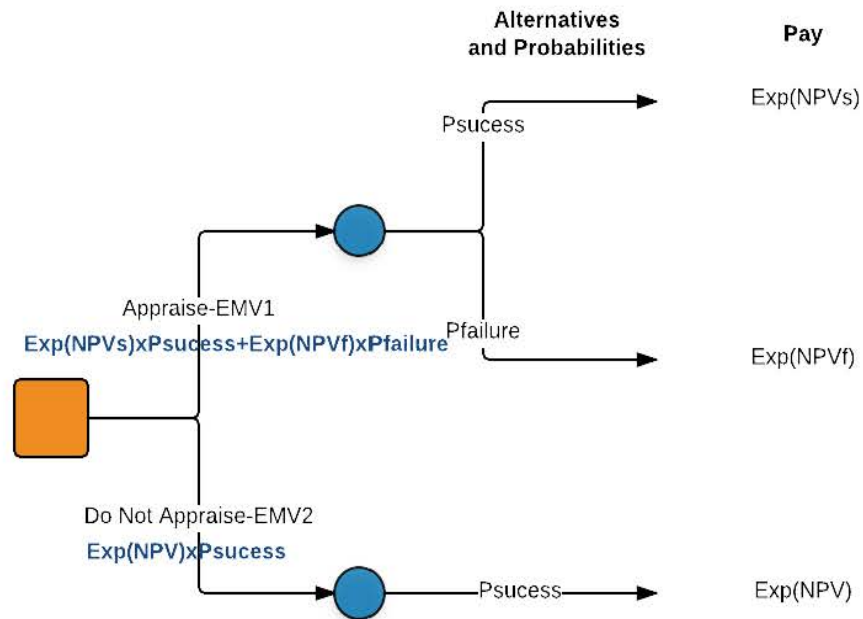 Alternatives
and Probabilities
Pay
Psucess
Exp(NPVs)
Appraise-EMV1
Exp(NPVs)xPsucess+Exp(NPVf)xPfailure
Pfailure
Exp(NPVf)
Do Not Appraise-EMV2
Exp(NPV)xPsucess
Psucess
Exp(NPV)